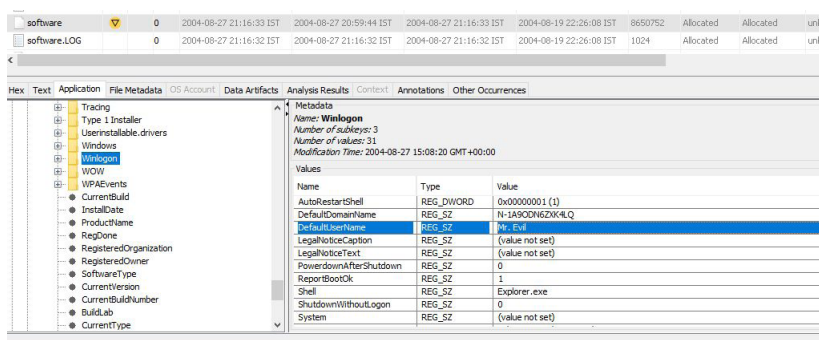 software 0 2004-08-27 21:16:33 IST 2004-08-27 20:59:44 IST 2004-08-27 21:16:33 IST 2004-08-19 22:26:08 IST 8650752 Allocated Allocated
software.LOG 0 2004-08-27 21:16:32 IST 2004-08-27 21:16:32 IST 2004-08-27 21:16:32 IST 2004-08-19 22:26:08 IST 1024 Allocated Allocated
Hex Text Application File Metadata OS Account Data Artifacts Analysis Results Context Annotations Other Occurrences
Tracing
Type 1 Installer
Userinstallable.drivers
Windows
Winlogon
WOW
WPAEvents
CurrentBuild
InstallDate
ProductName
RegDone
RegisteredOrganization
RegisteredOwner
SoftwareType
CurrentVersion
CurrentBuildNumber
BuildLab
CurrentType
Metadata
Name: Winlogon
Number of subkeys: 3
Number of values: 31
Modification Time: 2004-08-27 15:08:20 GMT+00:00
Values
Name Type Value
AutoRestartShell REG_DWORD 0x00000001 (1)
DefaultDomainName REG_SZ N-1A9ODN6ZXK4LQ
DefaultUserName REG_SZ Mr. Evil
LegalNoticeCaption REG_SZ (value not set)
LegalNoticeText REG_SZ (value not set)
PowerdownAfterShutdown REG_SZ 0
ReportBootOk REG_SZ 1
Shell REG_SZ Explorer.exe
ShutdownWithoutLogon REG_SZ 0
System REG_SZ (value not set)